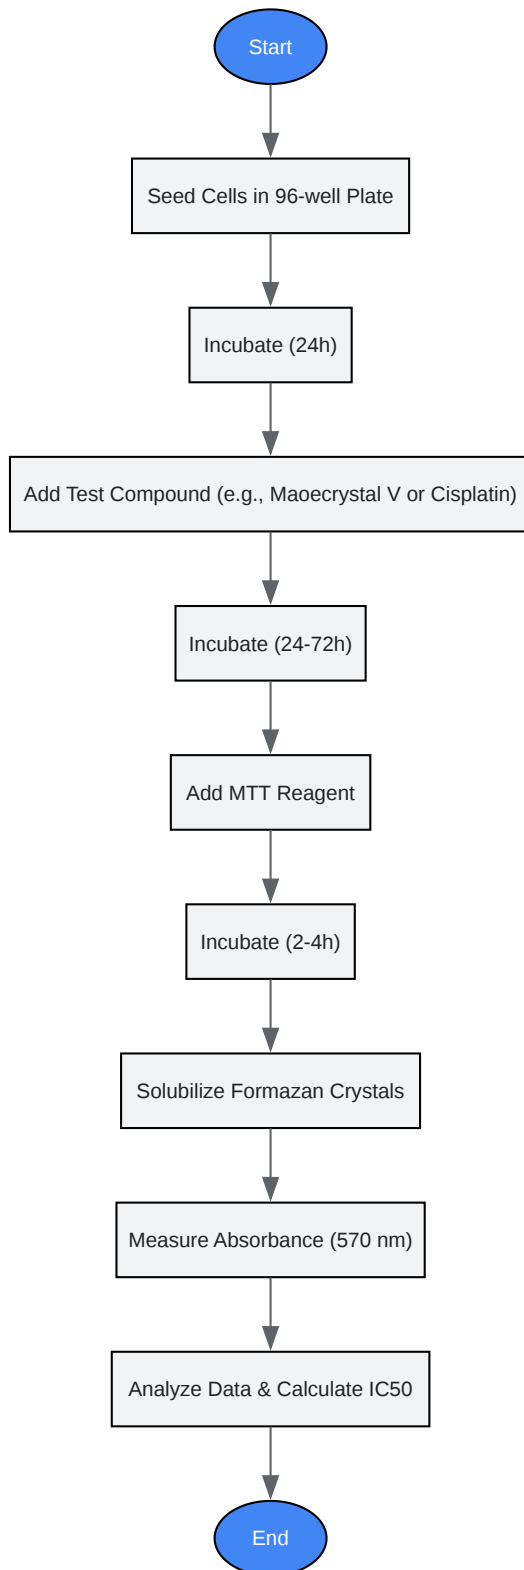 Start
Seed Cells in 96-well Plate
Incubate (24h)
Add Test Compound (e.g., Maoecrystal V or Cisplatin)
Incubate (24-72h)
Add MTT Reagent
Incubate (2-4h)
Solubilize Formazan Crystals
Measure Absorbance (570 nm)
Analyze Data & Calculate IC50
End